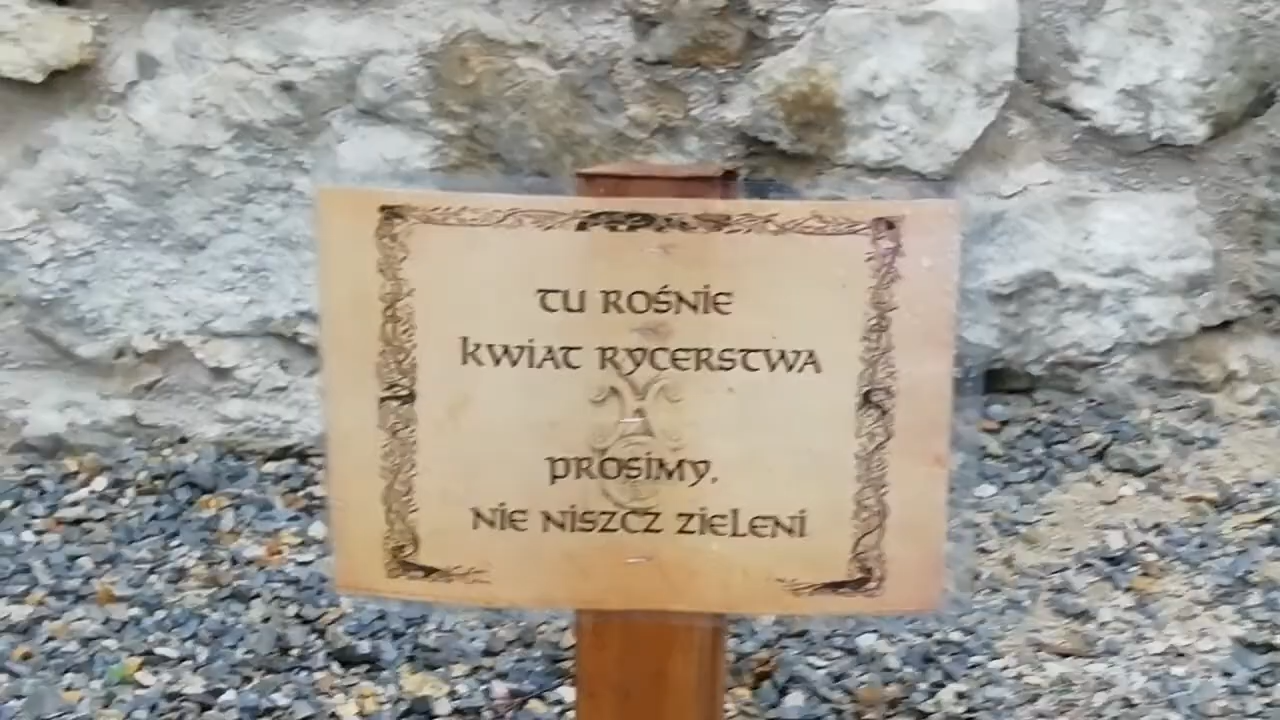 TU ROŚNIE
KWIAT RYCERSTWA
PROSIMY,
NIE NISZCZ ZIELENI